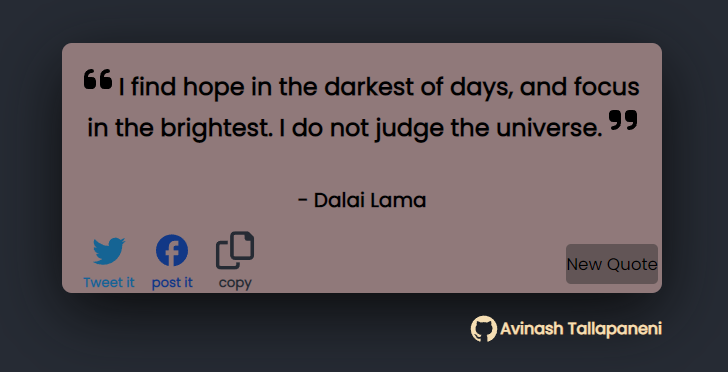 ❝ I find hope in the darkest of days, and focus
in the brightest. I do not judge the universe. ❞
- Dalai Lama
Tweet it post it copy
New Quote
Avinash Tallapaneni